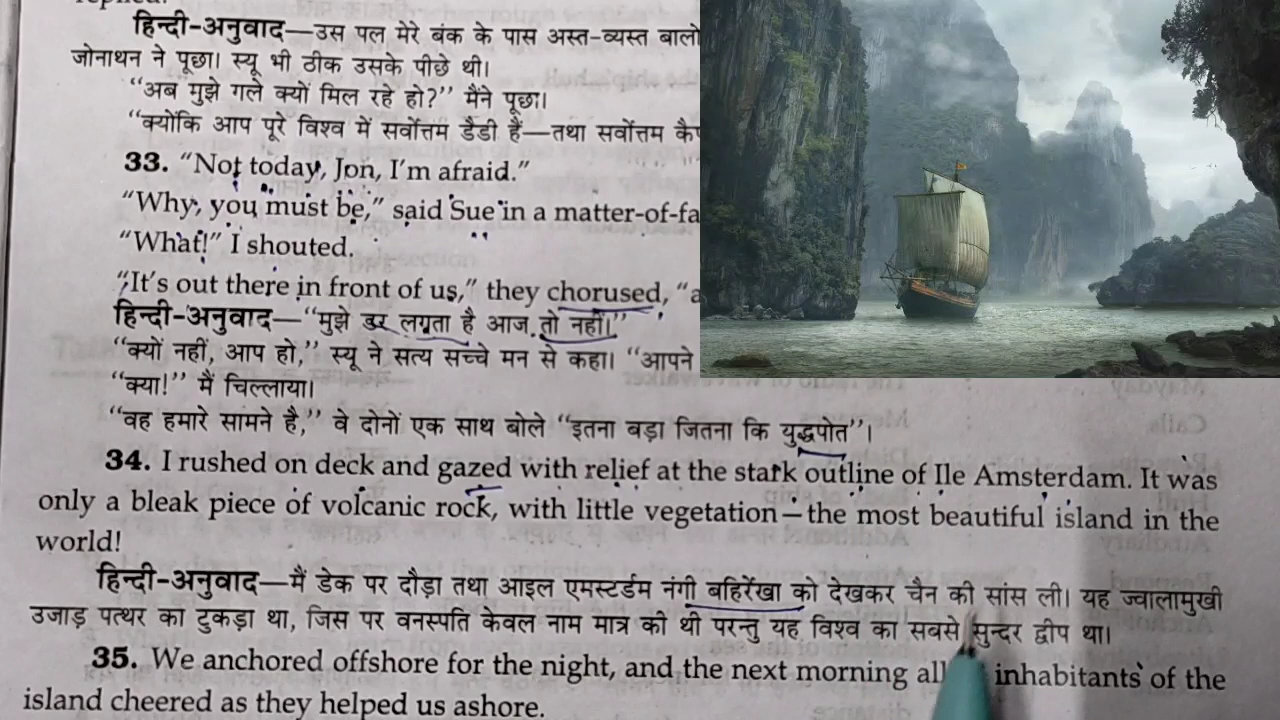 हिन्दी-अनुवाद—उस पल मेरे बंक के पास अस्त-व्यस्त
जोनाथन ने पूछा। स्यू भी ठीक उसके पीछे थी।
“अब मुझे गले क्यों मिल रहे हो?” मैंने पूछा।
“क्योंकि आप पूरे विश्व में सर्वोत्तम डैडी हैं—तथा सर्वोत्तम
33. “Not today, Jon, I’m afraid.”
“Why, you must be,” said Sue in a
“What!” I shouted.
“It’s out there in front of us,” they chorused,
हिन्दी-अनुवाद—“मुझे डर लगता है आज तो नहीं।”
“क्यों नहीं, आप हो,” स्यू ने सत्य सच्चे मन से कहा। “आपने
“क्या!” मैं चिल्लाया।
“वह हमारे सामने है,” वे दोनों एक साथ बोले “इतना बड़ा जितना कि युद्धपोत”।
34. I rushed on deck and gazed with relief at the stark outline of Ile Amsterdam. It was
only a bleak piece of volcanic rock, with little vegetation—the most beautiful island in the
world!
हिन्दी-अनुवाद—मैं डेक पर दौड़ा तथा आइल एमस्टर्डम नंगी बहिर्रेखा को देखकर चैन की सांस ली। यह ज्वालामुखी
उजाड़ पत्थर का टुकड़ा था, जिस पर वनस्पति केवल नाम मात्र की थी परन्तु यह विश्व का सबसे सुन्दर द्वीप था।
35. We anchored offshore for the night, and the next morning all inhabitants of the
island cheered as they helped us ashore.